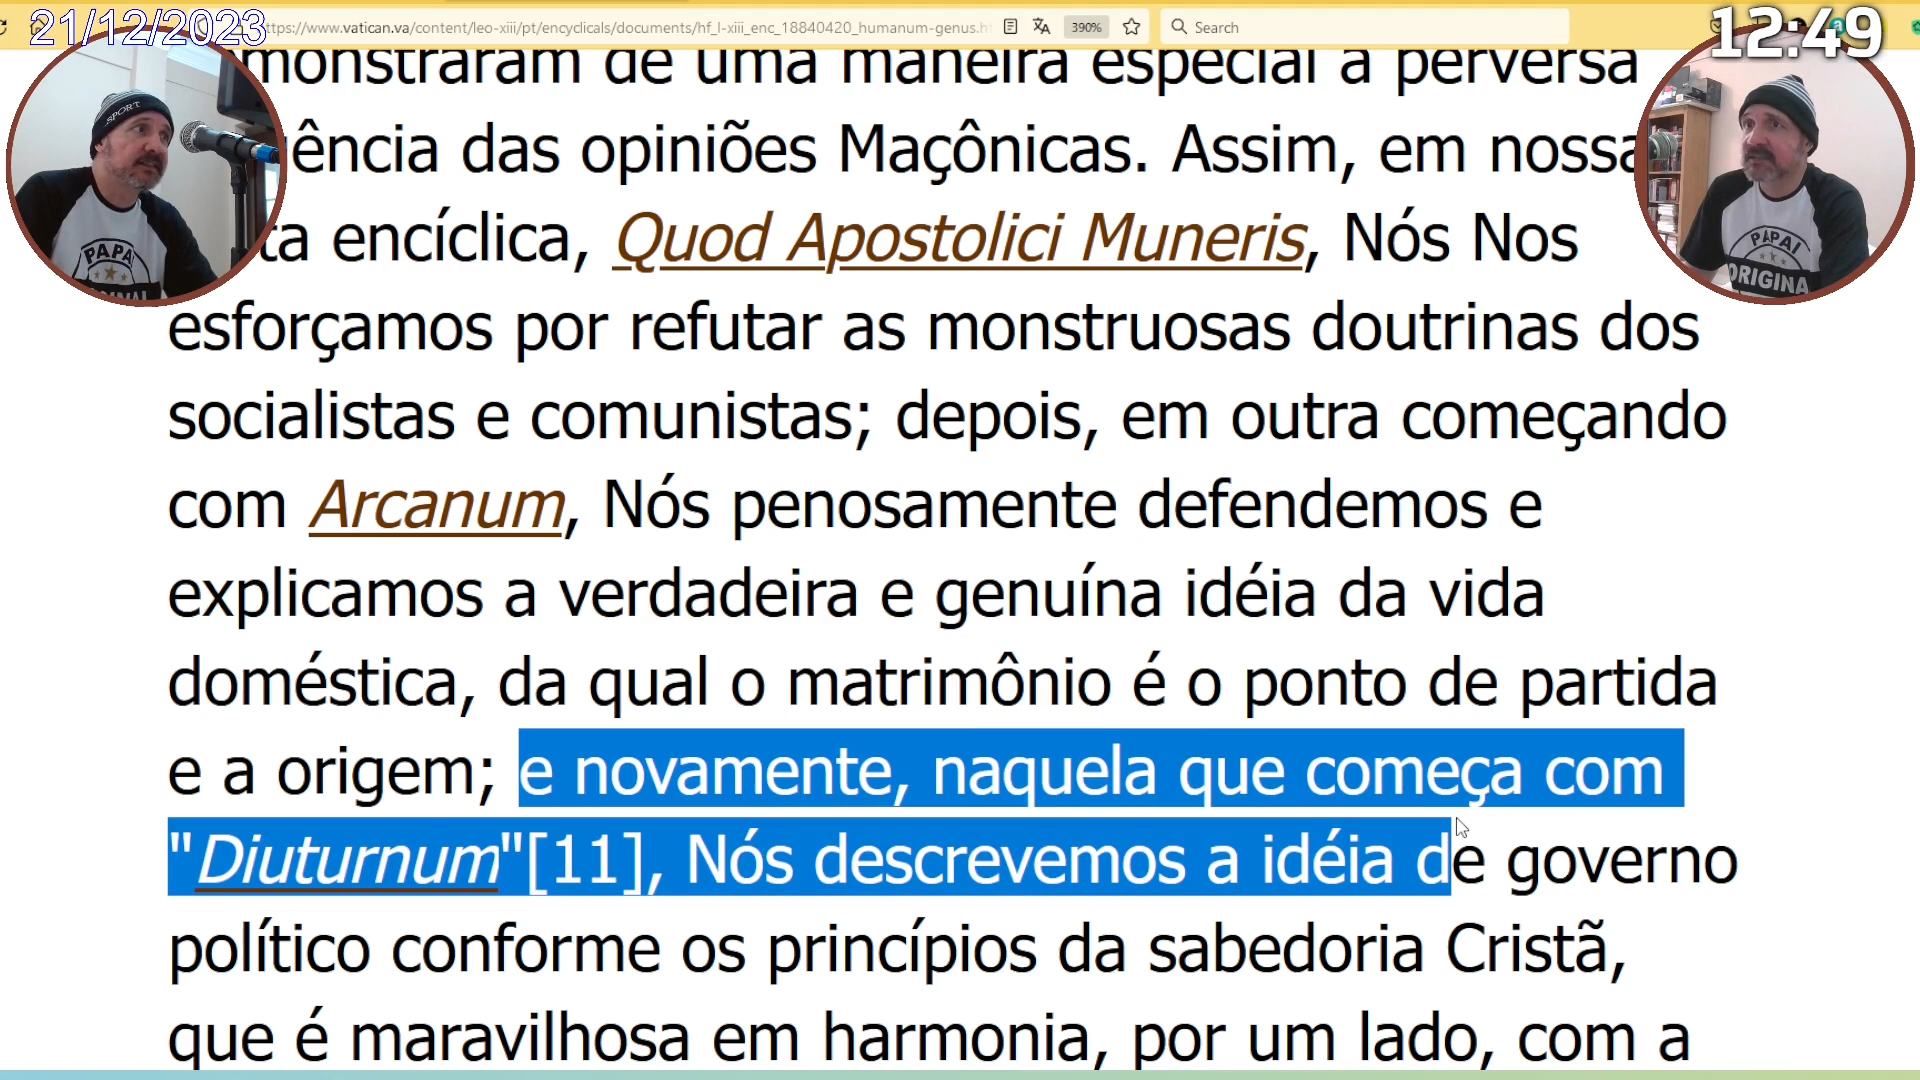 21/12/2023
ttps://www.vatican.va/content/leo-xiii/pt/encyclicals/documents/hf_l-xiii_enc_18840420_humanum-genus.h
390%
Search
12:49
monstraram de uma maneira especial a perversa
ência das opiniões Maçônicas. Assim, em nossa
ta encíclica, Quod Apostolici Muneris, Nós Nos
esforçamos por refutar as monstruosas doutrinas dos
socialistas e comunistas; depois, em outra começando
com Arcanum, Nós penosamente defendemos e
explicamos a verdadeira e genuína idéia da vida
doméstica, da qual o matrimônio é o ponto de partida
e a origem; e novamente, naquela que começa com
"Diuturnum"[11], Nós descrevemos a idéia de governo
político conforme os princípios da sabedoria Cristã,
que é maravilhosa em harmonia, por um lado, com a
SPORT
PAPAI
PAPAI
ORIGINA